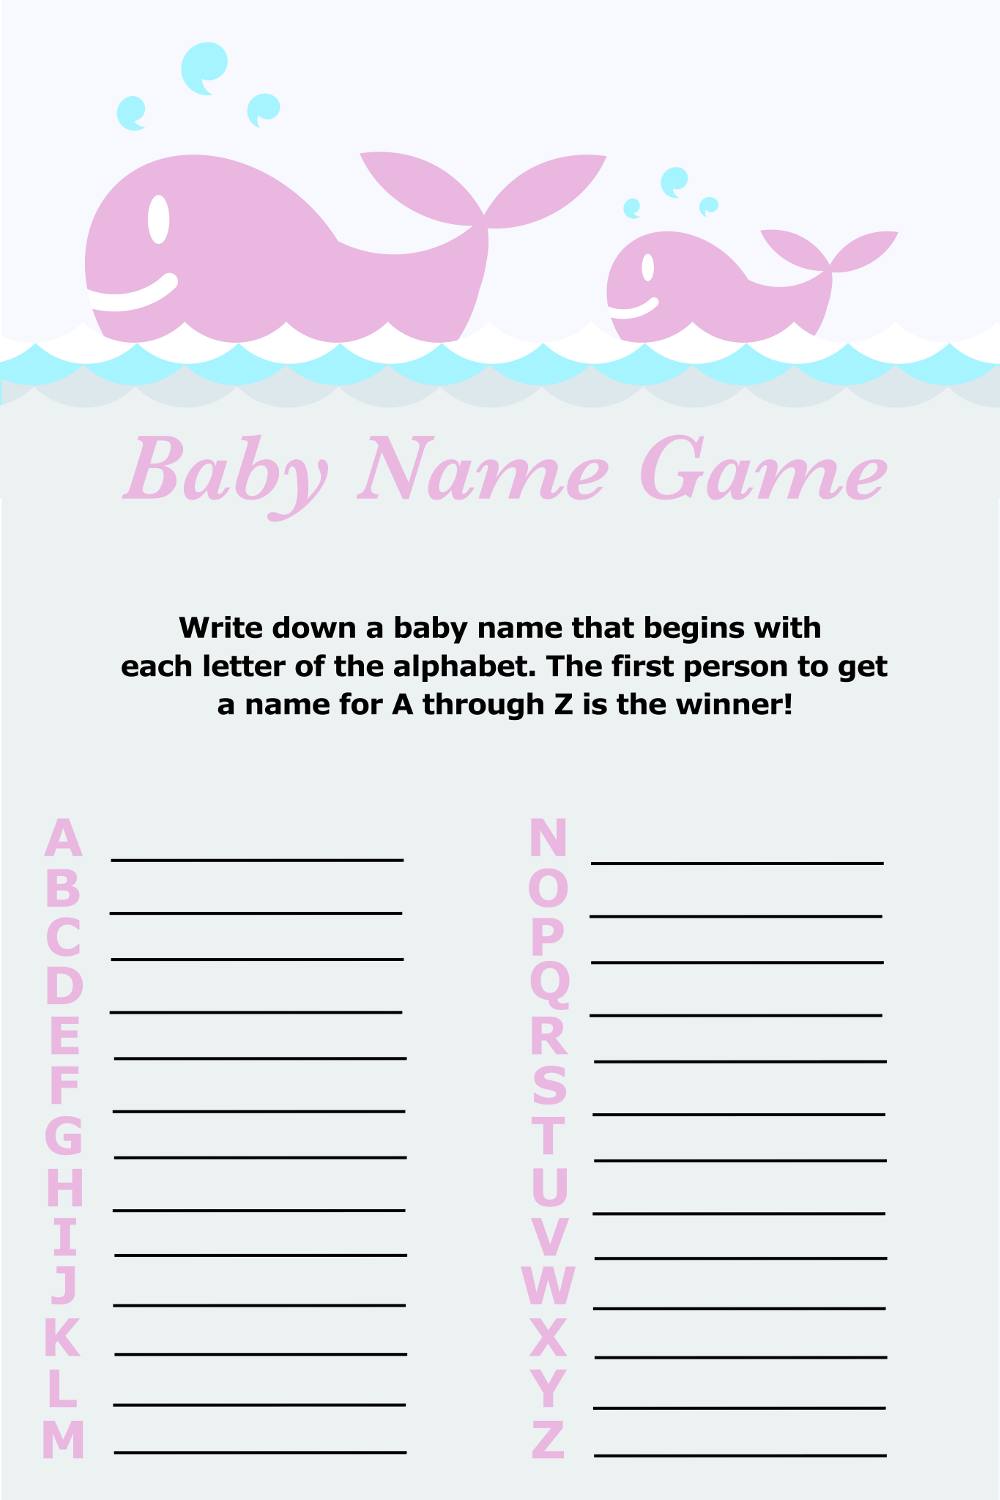 Baby Name Game
Write down a baby name that begins with
each letter of the alphabet. The first person to get
a name for A through Z is the winner!
A
B
C
D
E
F
G
H
I
J
K
L
M
N
O
P
Q
R
S
T
U
V
W
X
Y
Z